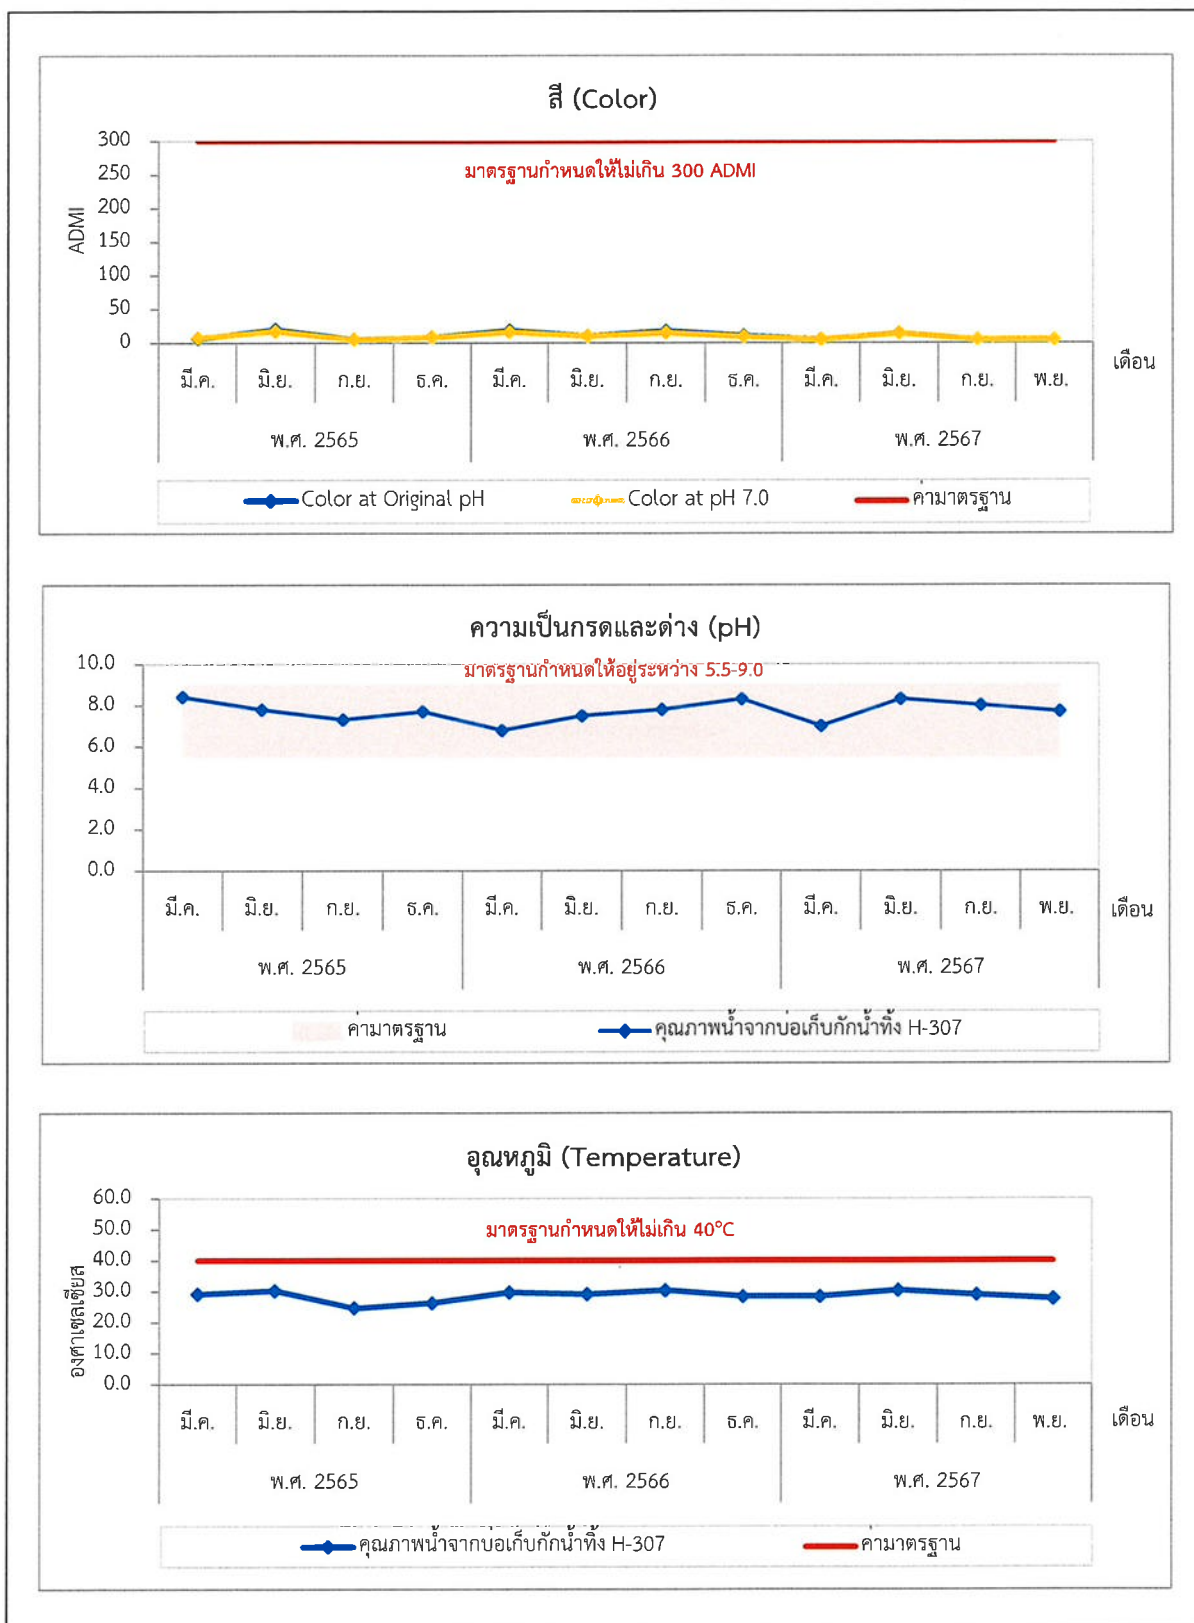 สี (Color)
300
250
200
150
100
50
0
ADMI
มาตรฐานกำหนดให้ไม่เกิน 300 ADMI
มี.ค. มิ.ย. ก.ย. ธ.ค. มี.ค. มิ.ย. ก.ย. ธ.ค. มี.ค. มิ.ย. ก.ย. พ.ย.
เดือน
พ.ศ. 2565 พ.ศ. 2566 พ.ศ. 2567
Color at Original pH Color at pH 7.0 ค่ามาตรฐาน
ความเป็นกรดและด่าง (pH)
มาตรฐานกำหนดให้อยู่ระหว่าง 5.5-9.0
10.0
8.0
6.0
4.0
2.0
0.0
มี.ค. มิ.ย. ก.ย. ธ.ค. มี.ค. มิ.ย. ก.ย. ธ.ค. มี.ค. มิ.ย. ก.ย. พ.ย.
เดือน
พ.ศ. 2565 พ.ศ. 2566 พ.ศ. 2567
ค่ามาตรฐาน คุณภาพน้ำจากบ่อเก็บกักน้ำทิ้ง H-307
อุณหภูมิ (Temperature)
60.0
50.0
40.0
30.0
20.0
10.0
0.0
องศาเซลเซียส
มาตรฐานกำหนดให้ไม่เกิน 40°C
มี.ค. มิ.ย. ก.ย. ธ.ค. มี.ค. มิ.ย. ก.ย. ธ.ค. มี.ค. มิ.ย. ก.ย. พ.ย.
เดือน
พ.ศ. 2565 พ.ศ. 2566 พ.ศ. 2567
คุณภาพน้ำจากบ่อเก็บกักน้ำทิ้ง H-307 ค่ามาตรฐาน